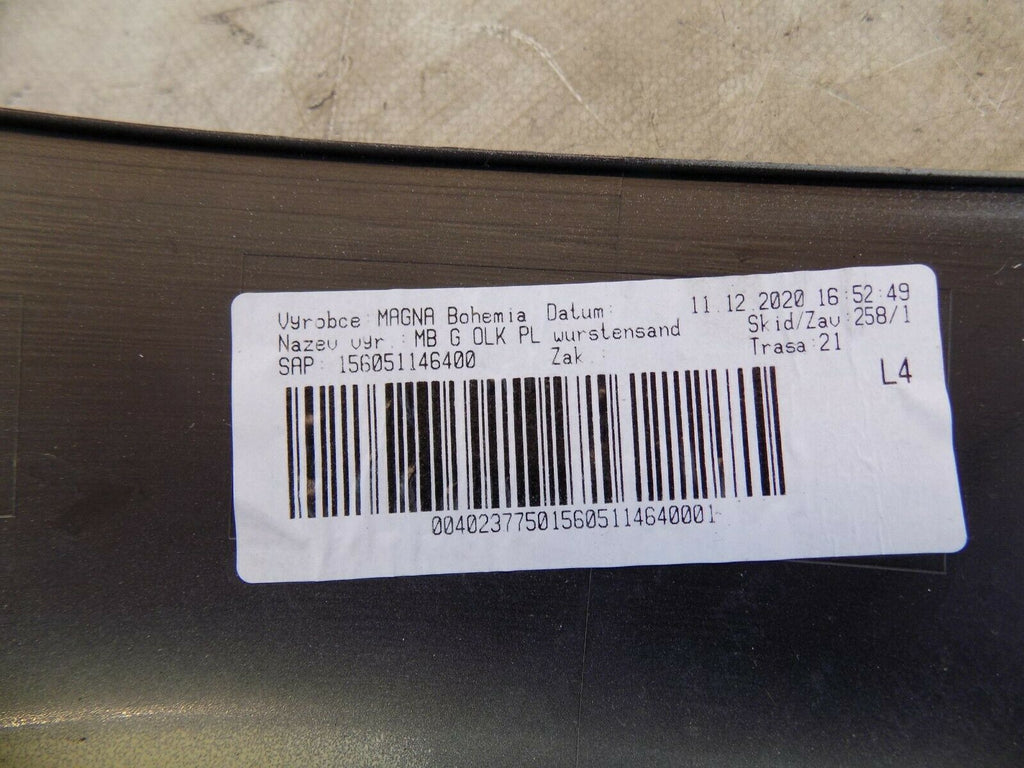 Vyrobce: MAGNA Bohemia Datum: 11.12.2020 16:52:49
Nazev vyr.: MB G OLK PL wurstensand Skid/Zav:258/1
SAP: 156051146400 Zak.: Trasa:21
L4
0040237750156051146400001